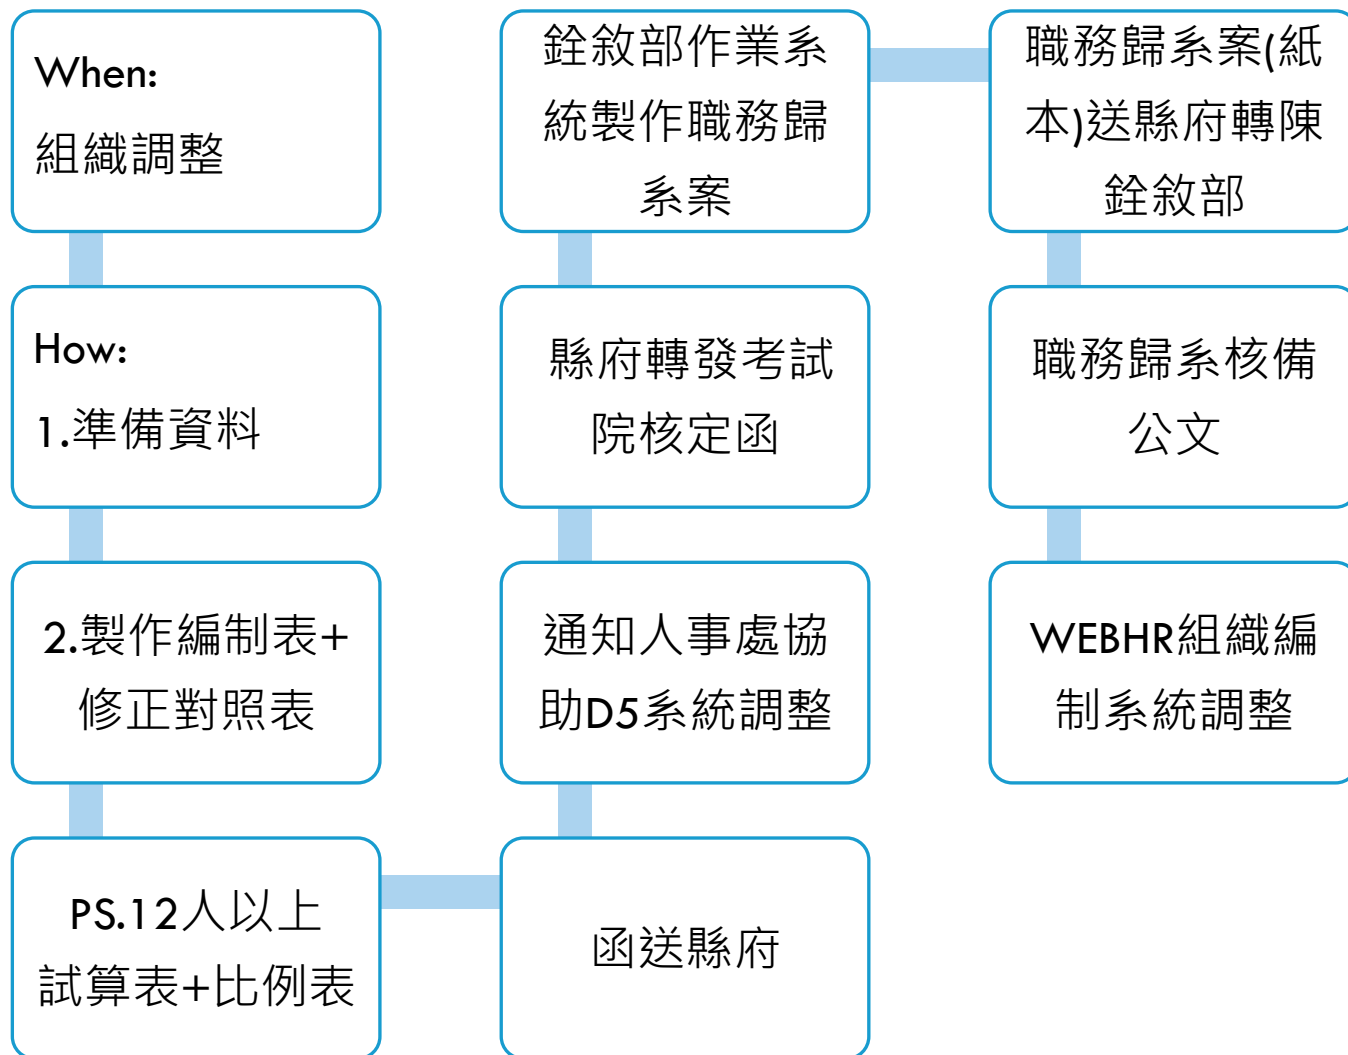 When:
組織調整
How:
1.準備資料
2.製作編制表+
修正對照表
PS.12人以上
試算表+比例表
函送縣府
通知人事處協
助D5系統調整
縣府轉發考試
院核定函
銓敘部作業系
統製作職務歸
系案
職務歸系案(紙
本)送縣府轉陳
銓敘部
職務歸系核備
公文
WEBHR組織編
制系統調整